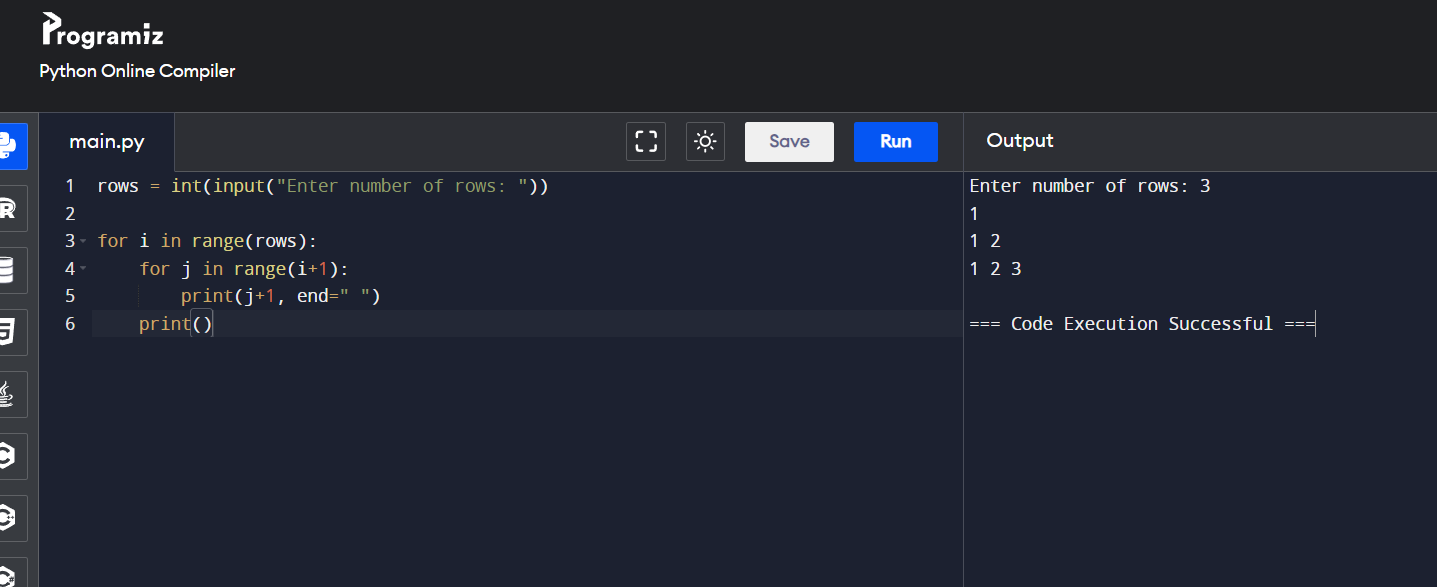 Programiz
Python Online Compiler
main.py
Save
Run
Output
1 rows = int(input("Enter number of rows: "))
2
3 for i in range(rows):
4     for j in range(i+1):
5         print(j+1, end=" ")
6     print()
Enter number of rows: 3
1
1 2
1 2 3
=== Code Execution Successful ===